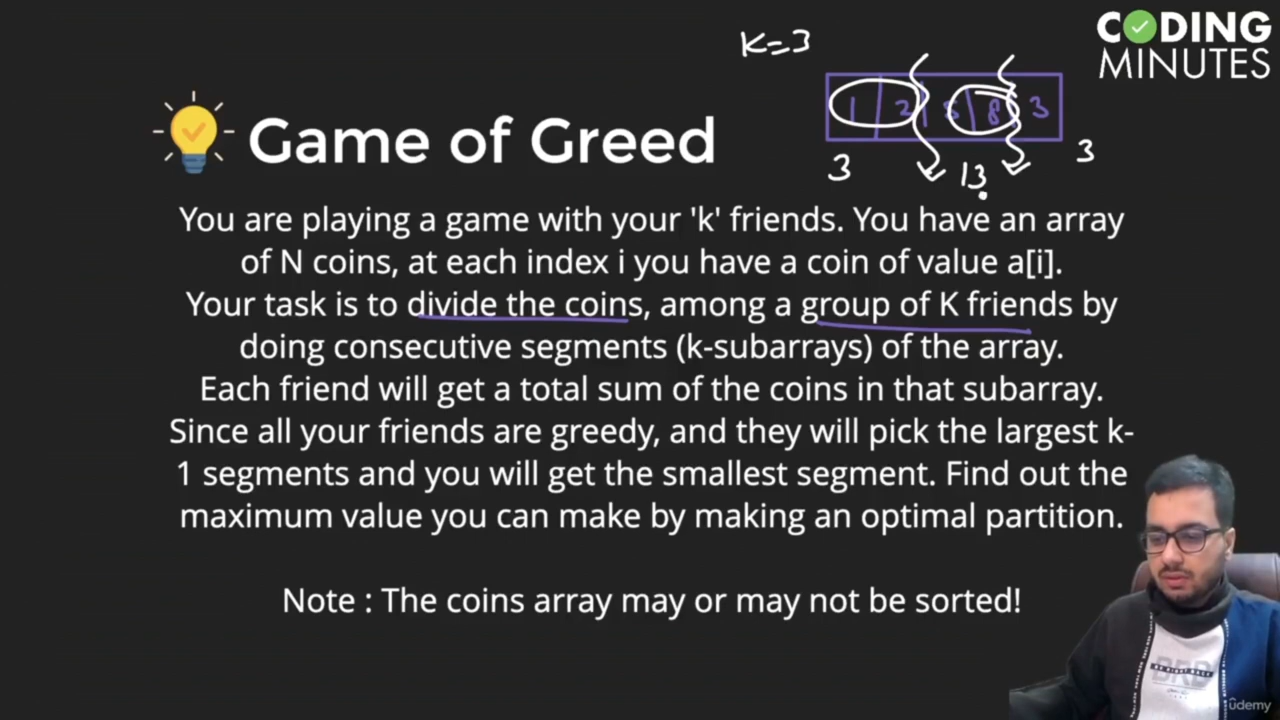 K=3
CODING
MINUTES
1 2 5 8 3
3 13 3
Game of Greed
You are playing a game with your 'k' friends. You have an array
of N coins, at each index i you have a coin of value a[i].
Your task is to divide the coins, among a group of K friends by
doing consecutive segments (k-subarrays) of the array.
Each friend will get a total sum of the coins in that subarray.
Since all your friends are greedy, and they will pick the largest k-
1 segments and you will get the smallest segment. Find out the
maximum value you can make by making an optimal partition.
Note : The coins array may or may not be sorted!
ûdemy